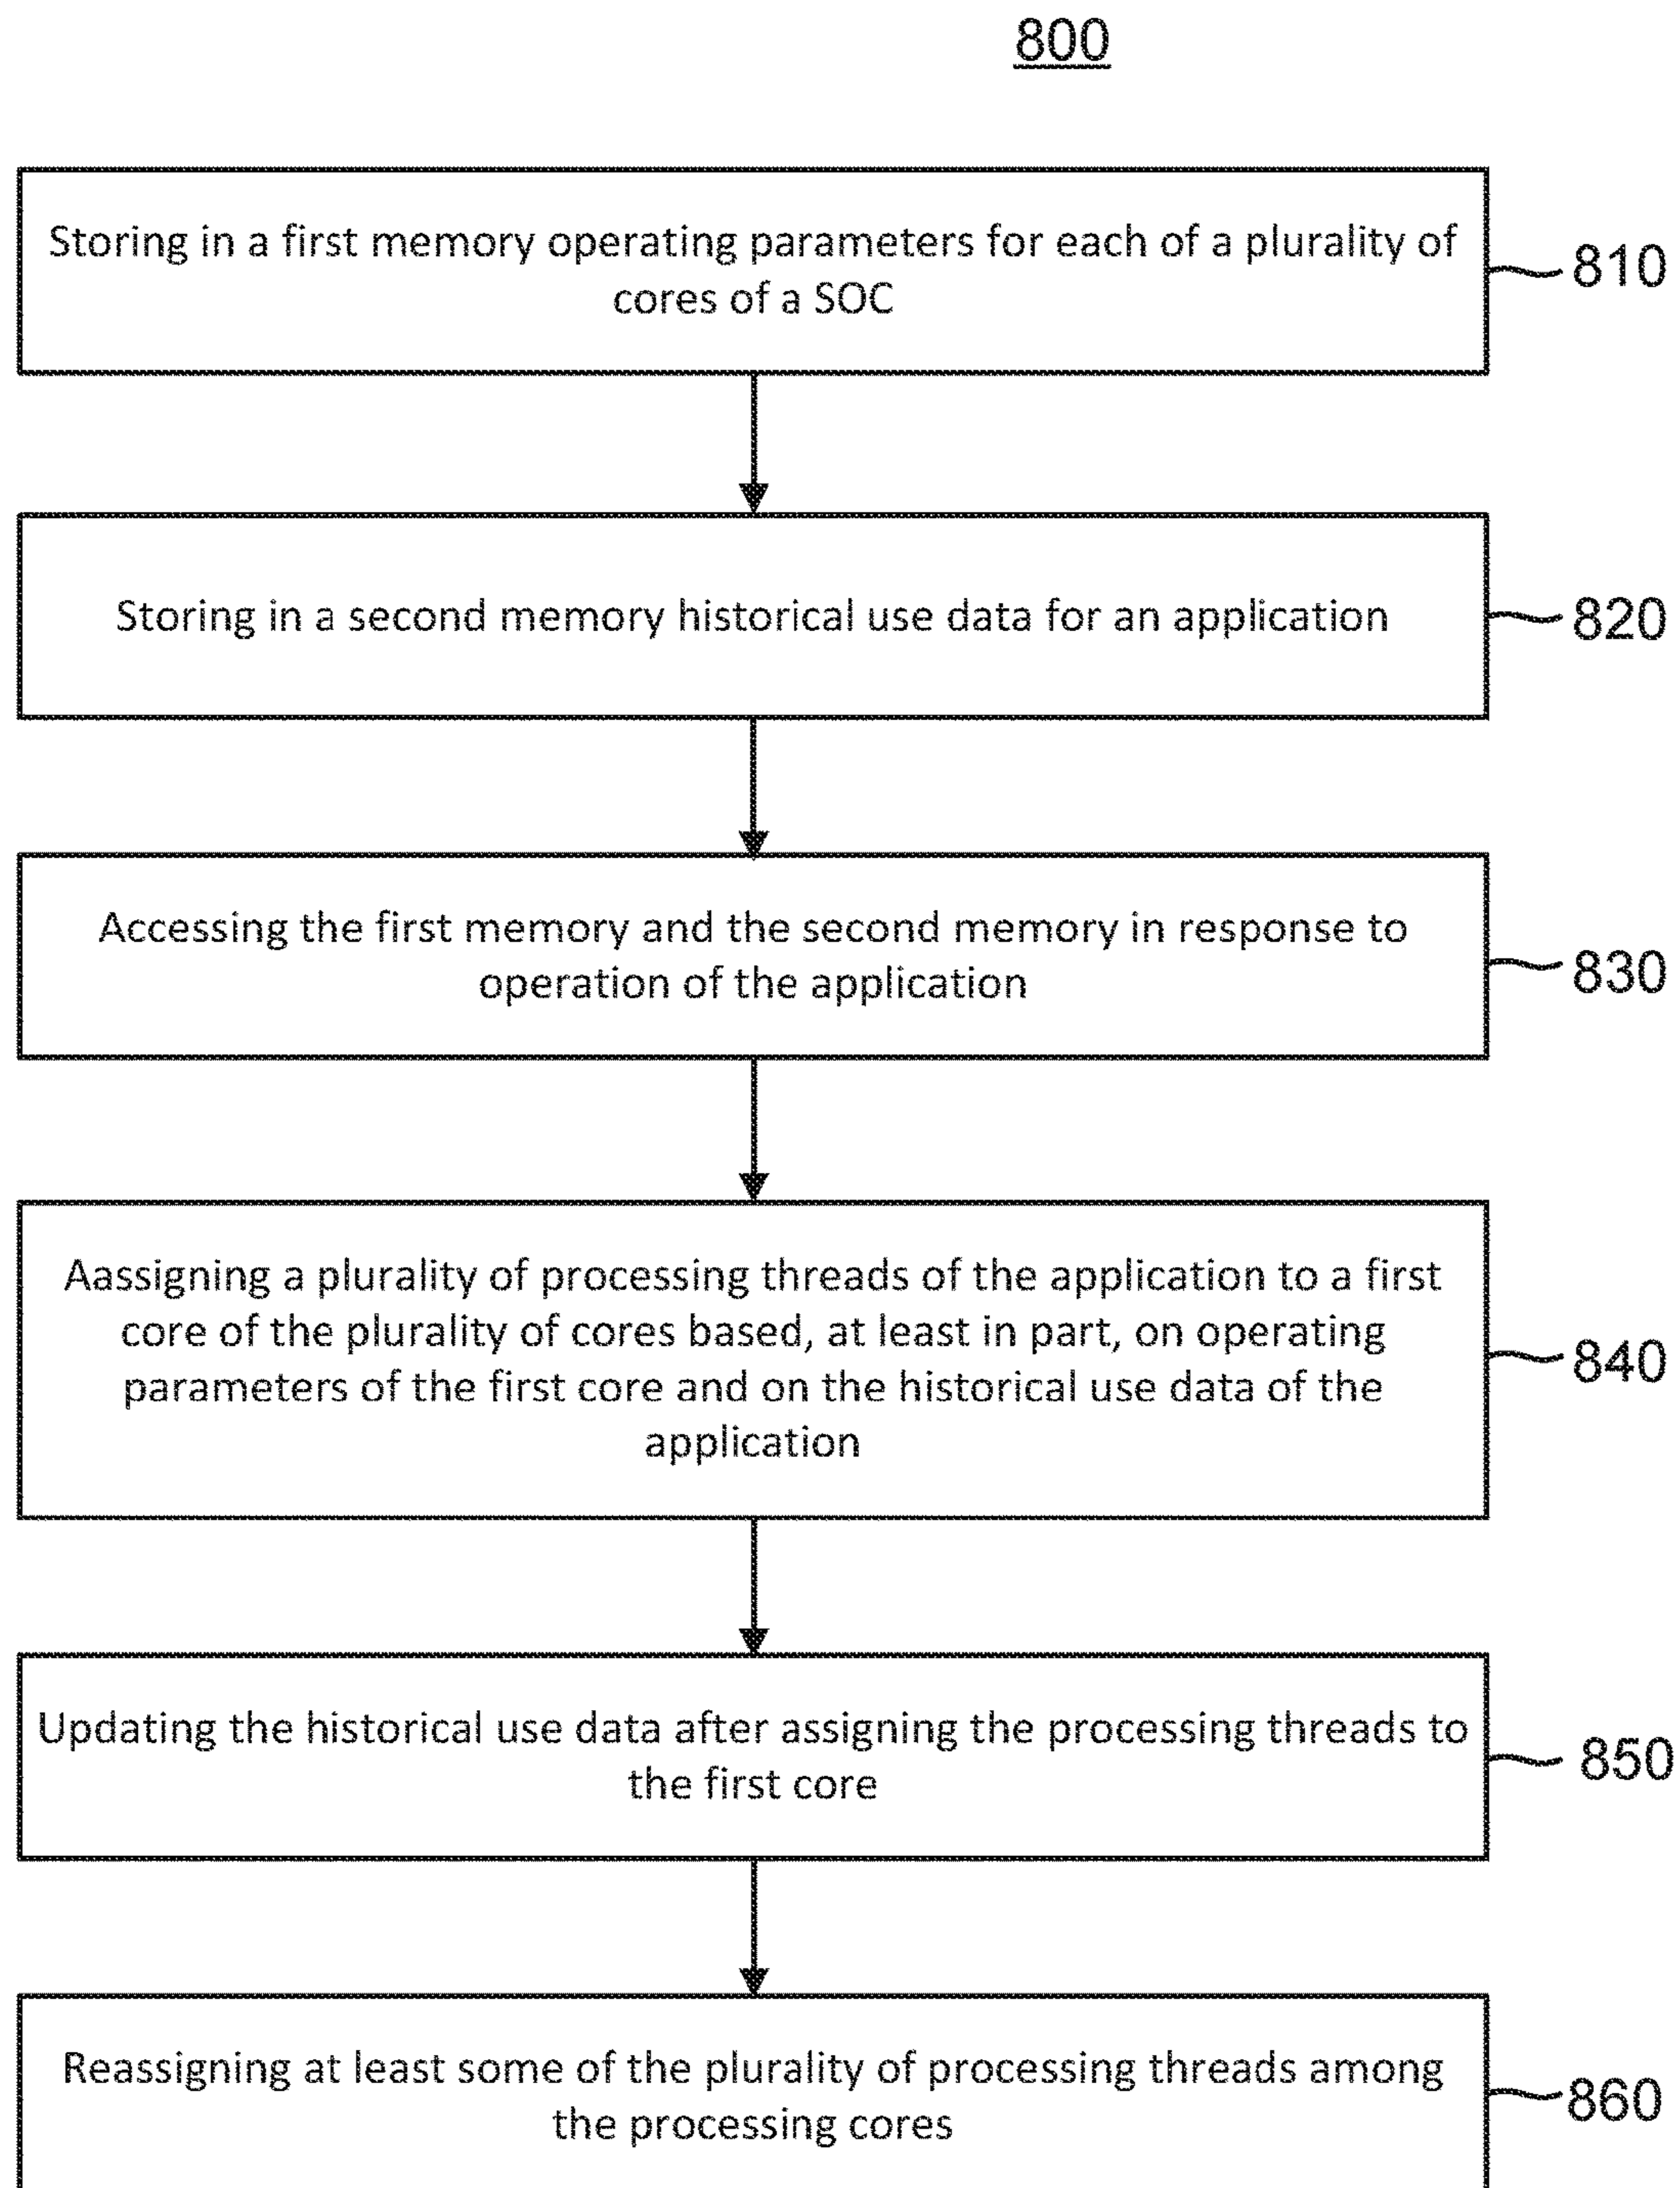 800
Storing in a first memory operating parameters for each of a plurality of
cores of a SOC
810
Storing in a second memory historical use data for an application
820
Accessing the first memory and the second memory in response to
operation of the application
830
Aassigning a plurality of processing threads of the application to a first
core of the plurality of cores based, at least in part, on operating
parameters of the first core and on the historical use data of the
application
840
Updating the historical use data after assigning the processing threads to
the first core
850
Reassigning at least some of the plurality of processing threads among
the processing cores
860